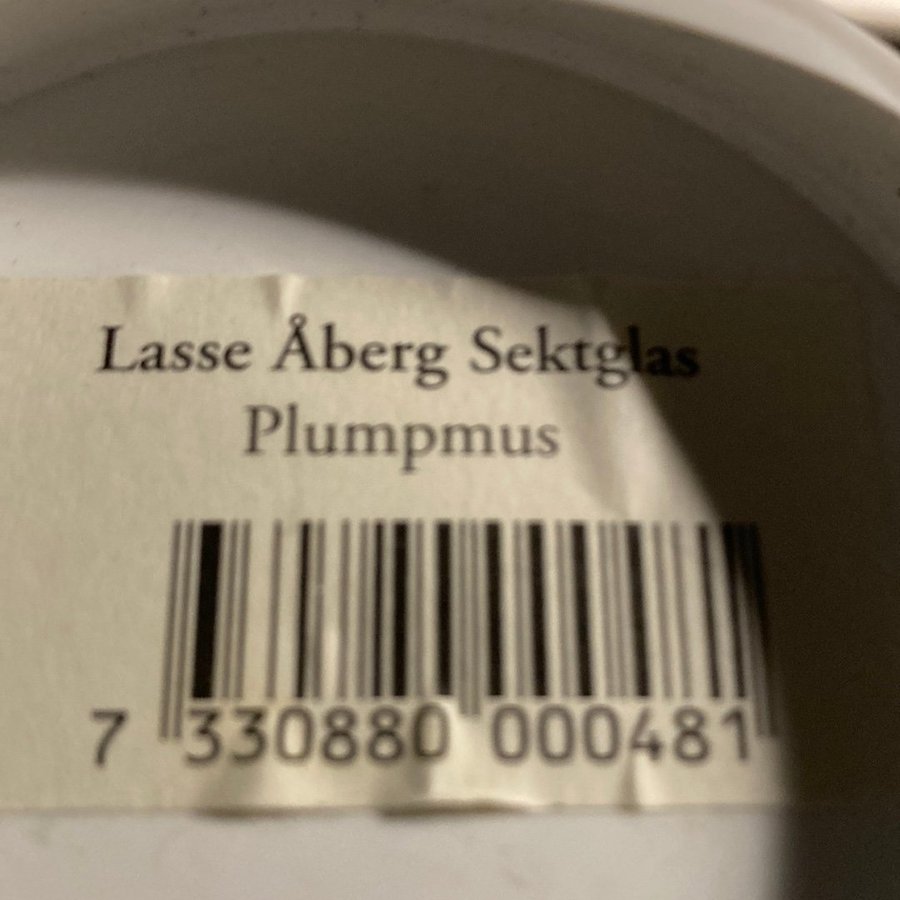 Lasse Åberg Sektglas
Plumpmus
7 330880 000481